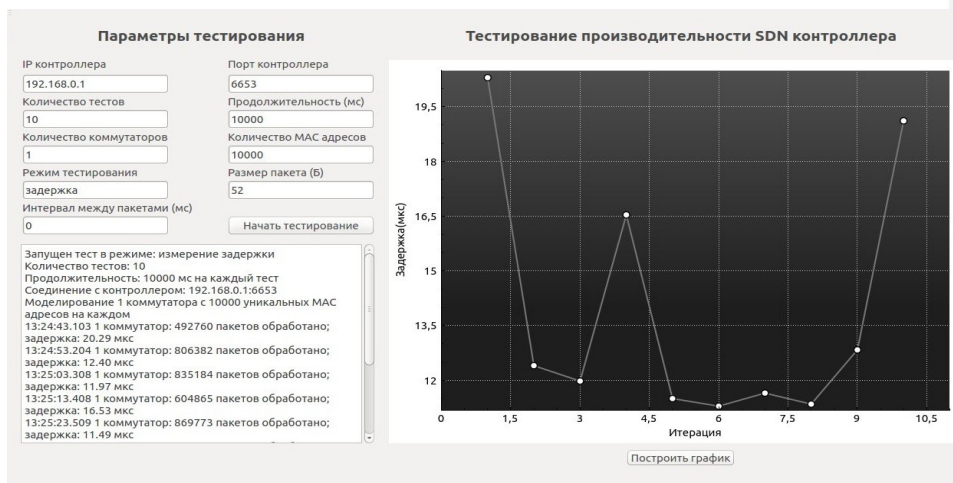 Параметры тестирования
IP контроллера
Порт контроллера
192.168.0.1
6653
Количество тестов
Продолжительность (мс)
10
10000
Количество коммутаторов
Количество MAC адресов
1
10000
Режим тестирования
Размер пакета (Б)
задержка
52
Интервал между пакетами (мс)
0
Начать тестирование
Запущен тест в режиме: измерение задержки
Количество тестов: 10
Продолжительность: 10000 мс на каждый тест
Соединение с контроллером: 192.168.0.1:6653
Моделирование 1 коммутатора с 10000 уникальных MAC
адресов на каждом
13:24:43.103 1 коммутатор: 492760 пакетов обработано;
задержка: 20.29 мкс
13:24:53.204 1 коммутатор: 806382 пакетов обработано;
задержка: 12.40 мкс
13:25:03.308 1 коммутатор: 835184 пакетов обработано;
задержка: 11.97 мкс
13:25:13.408 1 коммутатор: 604865 пакетов обработано;
задержка: 16.53 мкс
13:25:23.509 1 коммутатор: 869773 пакетов обработано;
задержка: 11.49 мкс
Тестирование производительности SDN контроллера
Задержка(мкс)
19,5
18
16,5
15
13,5
12
0
1,5
3
4,5
6
7,5
9
10,5
Итерация
Построить график